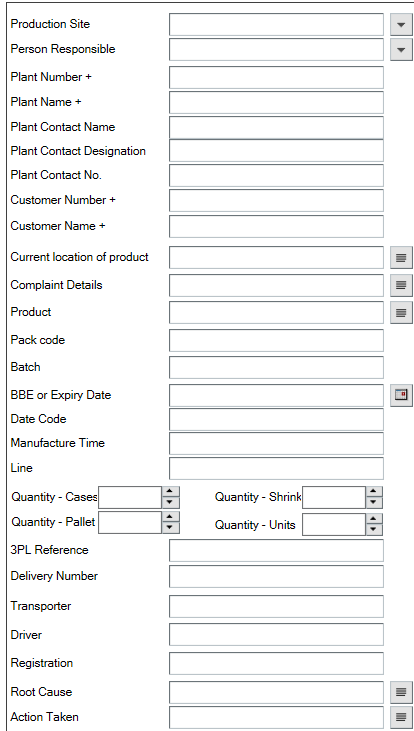 Production Site
Person Responsible
Plant Number +
Plant Name +
Plant Contact Name
Plant Contact Designation
Plant Contact No.
Customer Number +
Customer Name +
Current location of product
Complaint Details
Product
Pack code
Batch
BBE or Expiry Date
Date Code
Manufacture Time
Line
Quantity - Cases Quantity - Shrink
Quantity - Pallet Quantity - Units
3PL Reference
Delivery Number
Transporter
Driver
Registration
Root Cause
Action Taken